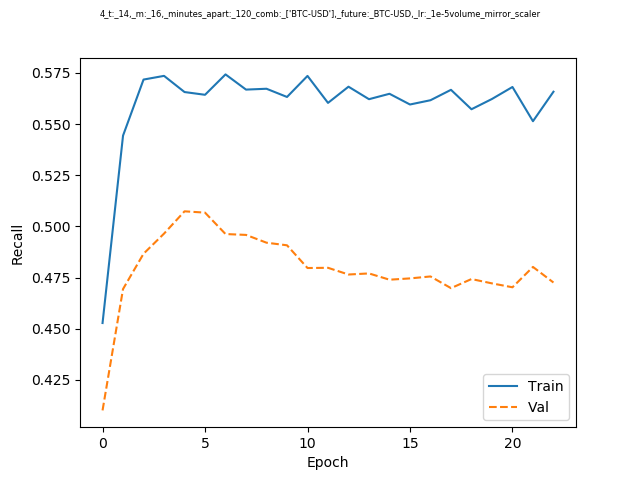 4_t:_14,_m:_16,_minutes_apart:_120_comb:_['BTC-USD'],_future:_BTC-USD,_lr:_1e-5volume_mirror_scaler
0.575
0.550
0.525
0.500
0.475
0.450
0.425
Recall
0 5 10 15 20
Epoch
Train
Val